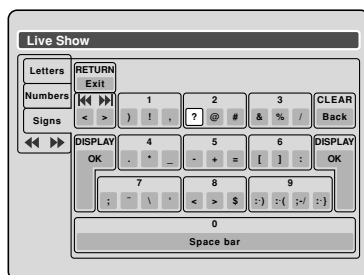 Live Show
Letters
Numbers
Signs
RETURN
Exit
< >
1
) ! ,
2
? @ #
3
& % /
CLEAR
Back
DISPLAY
OK
4
. * _
5
- + =
6
[ ] :
DISPLAY
OK
7
; ¨ \ '
8
< > $
9
:-) :-( ;-/ :-}
0
Space bar